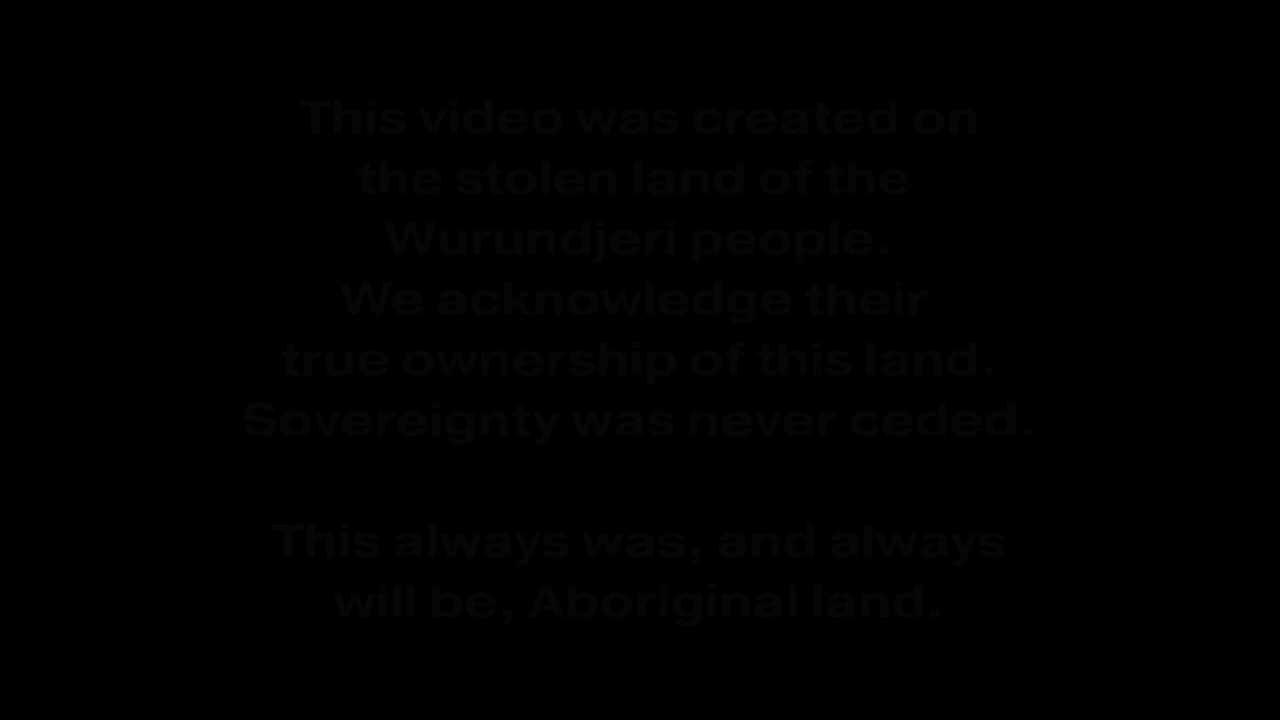 This video was created on
the stolen land of the
Wurundjeri people.
We acknowledge their
true ownership of this land.
Sovereignty was never ceded.
This always was, and always
will be, Aboriginal land.